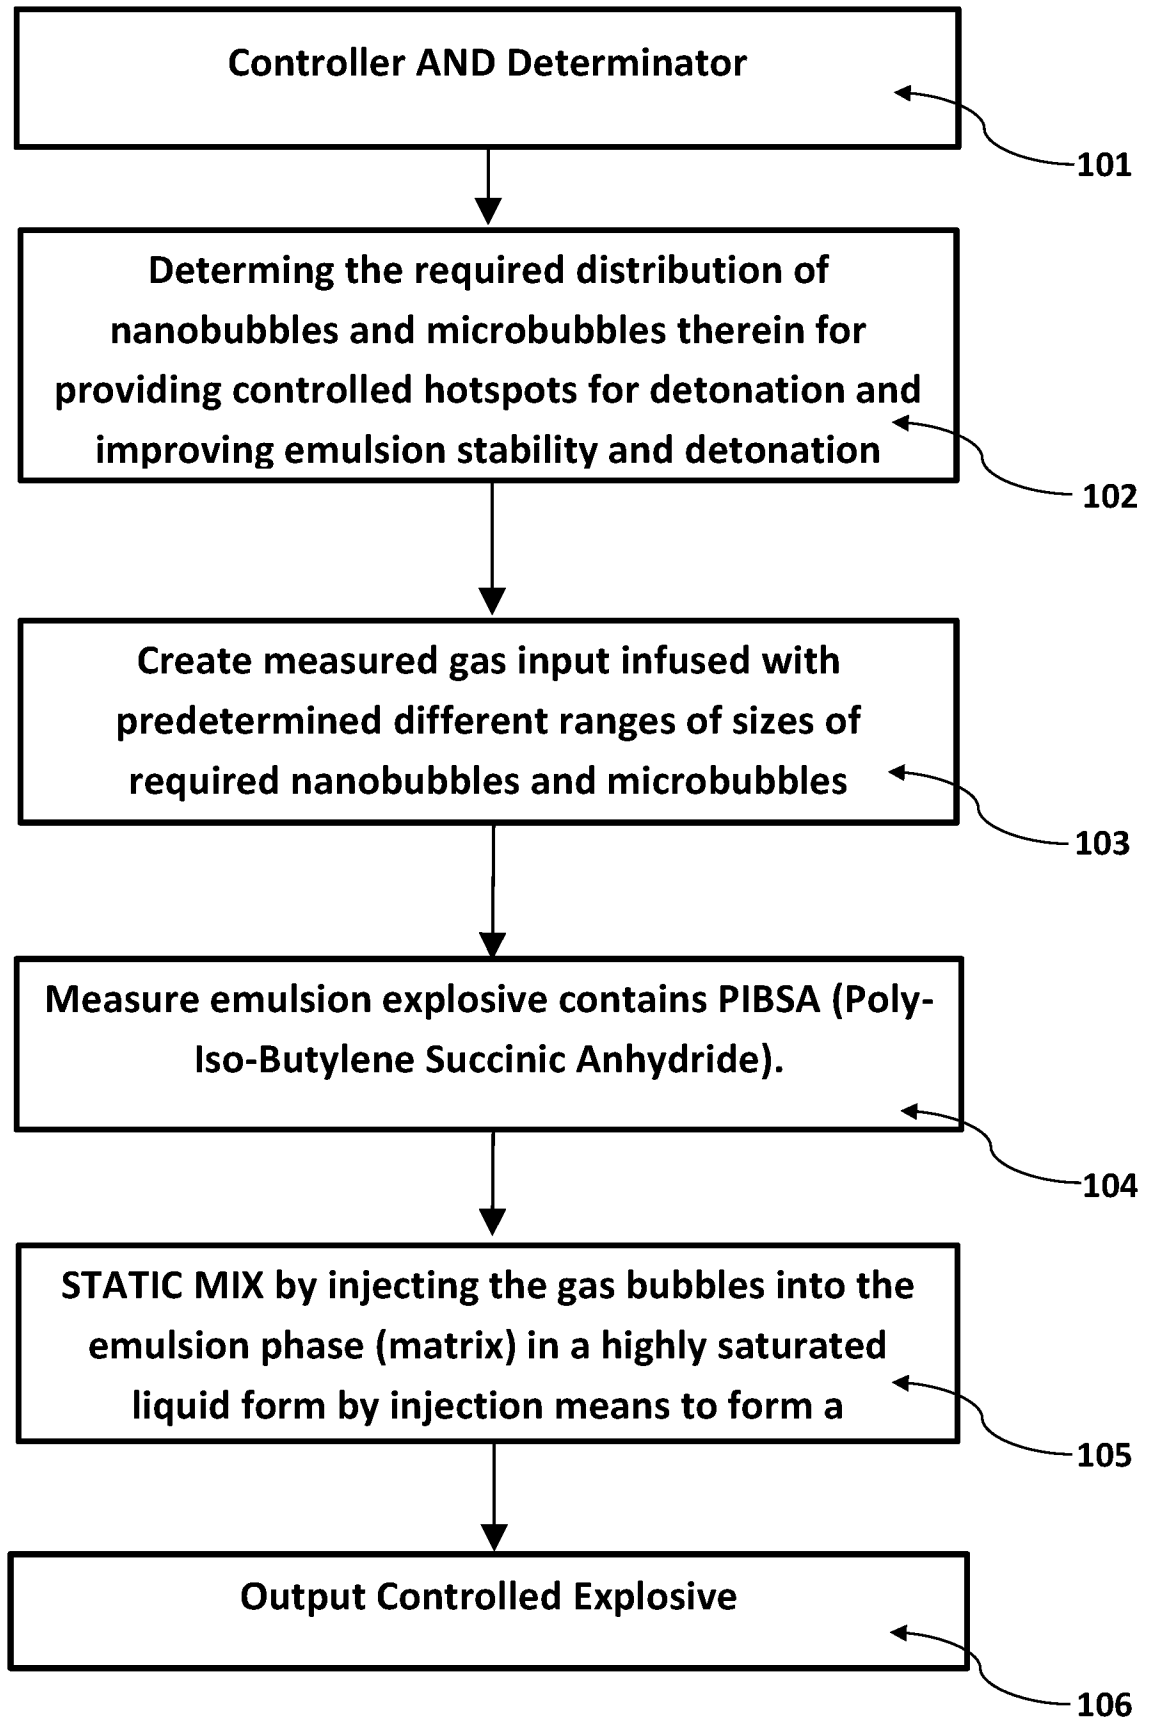 Controller AND Determinator
101
Determing the required distribution of
nanobubbles and microbubbles therein for
providing controlled hotspots for detonation and
improving emulsion stability and detonation
102
Create measured gas input infused with
predetermined different ranges of sizes of
required nanobubbles and microbubbles
103
Measure emulsion explosive contains PIBSA (Poly-
Iso-Butylene Succinic Anhydride).
104
STATIC MIX by injecting the gas bubbles into the
emulsion phase (matrix) in a highly saturated
liquid form by injection means to form a
105
Output Controlled Explosive
106